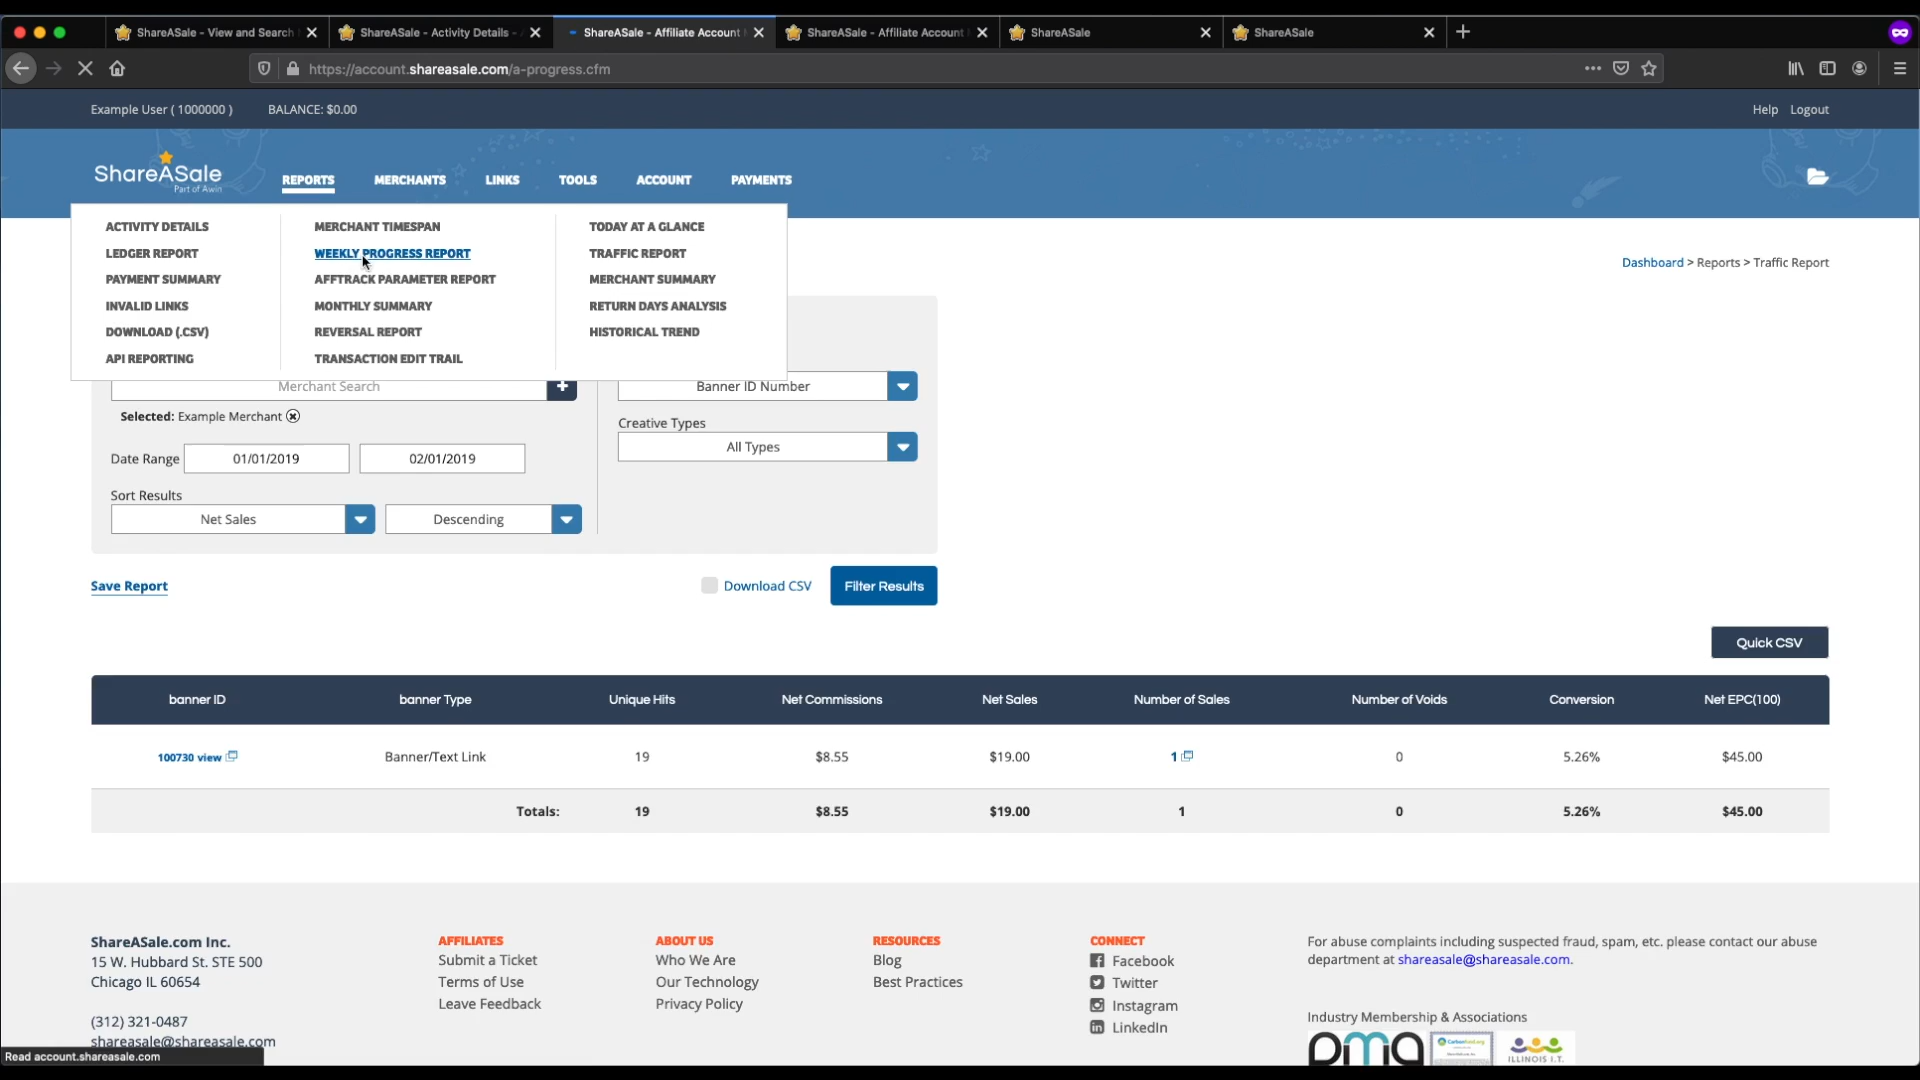 ShareASale - View and Search
ShareASale - Activity Details -
ShareASale - Affiliate Account
ShareASale - Affiliate Account
ShareASale
ShareASale
https://account.shareasale.com/a-progress.cfm
Example User ( 1000000 )
BALANCE: $0.00
Help
Logout
ShareASale
Part of Awin
REPORTS
MERCHANTS
LINKS
TOOLS
ACCOUNT
PAYMENTS
ACTIVITY DETAILS
MERCHANT TIMESPAN
TODAY AT A GLANCE
LEDGER REPORT
WEEKLY PROGRESS REPORT
TRAFFIC REPORT
PAYMENT SUMMARY
AFFTRACK PARAMETER REPORT
MERCHANT SUMMARY
INVALID LINKS
MONTHLY SUMMARY
RETURN DAYS ANALYSIS
DOWNLOAD (.CSV)
REVERSAL REPORT
HISTORICAL TREND
API REPORTING
TRANSACTION EDIT TRAIL
Dashboard > Reports > Traffic Report
Merchant Search
Banner ID Number
Selected: Example Merchant
Creative Types
All Types
Date Range
01/01/2019
02/01/2019
Sort Results
Net Sales
Descending
Save Report
Download CSV
Filter Results
Quick CSV
banner ID
banner Type
Unique Hits
Net Commissions
Net Sales
Number of Sales
Number of Voids
Conversion
Net EPC(100)
100730 view
Banner/Text Link
19
$8.55
$19.00
1
0
5.26%
$45.00
Totals:
19
$8.55
$19.00
1
0
5.26%
$45.00
ShareASale.com Inc.
15 W. Hubbard St. STE 500
Chicago IL 60654
(312) 321-0487
shareasale@shareasale.com
AFFILIATES
Submit a Ticket
Terms of Use
Leave Feedback
ABOUT US
Who We Are
Our Technology
Privacy Policy
RESOURCES
Blog
Best Practices
CONNECT
Facebook
Twitter
Instagram
LinkedIn
For abuse complaints including suspected fraud, spam, etc. please contact our abuse
department at shareasale@shareasale.com.
Industry Membership & Associations
pma
ILLINOIS I.T.
Read account.shareasale.com